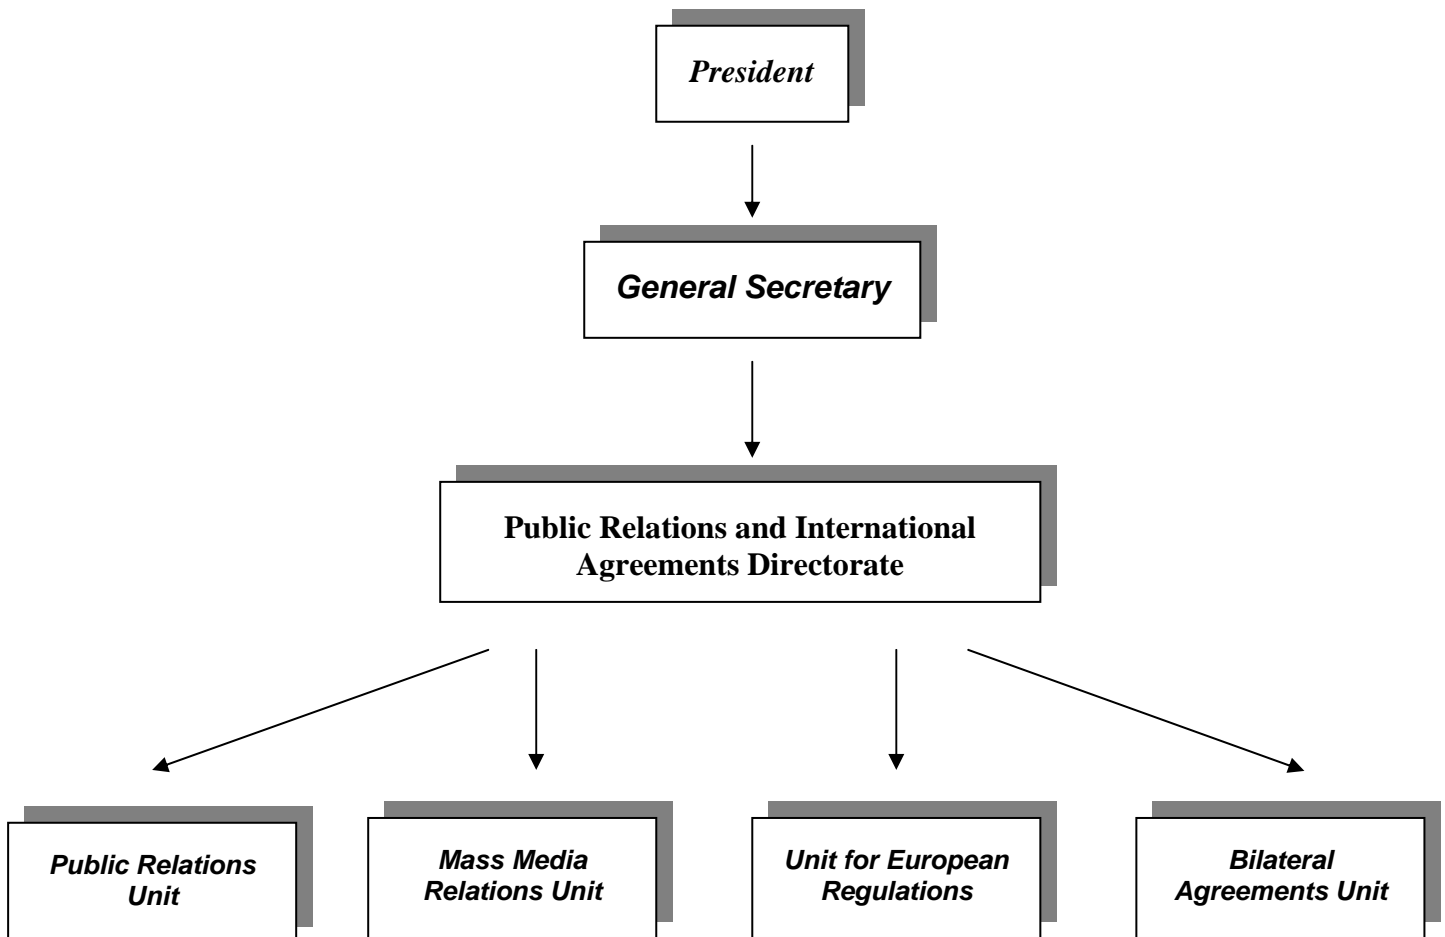 President
General Secretary
Public Relations and International
Agreements Directorate
Public Relations
Unit
Mass Media
Relations Unit
Unit for European
Regulations
Bilateral
Agreements Unit